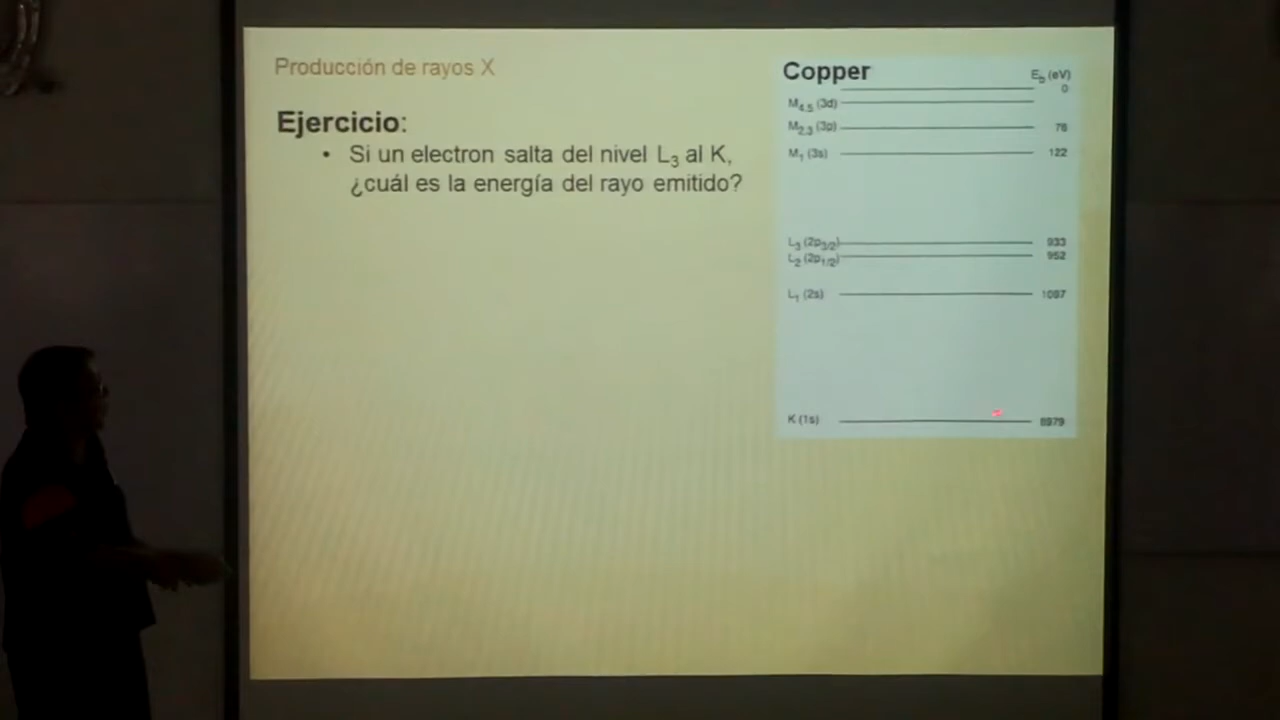 Producción de rayos X
Ejercicio:
• Si un electron salta del nivel L₃ al K,
¿cuál es la energía del rayo emitido?
Copper
E_b (eV)
0
M₄,₅ (3d)
M₂,₃ (3p) 76
M₁ (3s) 122
L₃ (2p₃/₂) 933
L₂ (2p₁/₂) 952
L₁ (2s) 1097
K (1s) 8979